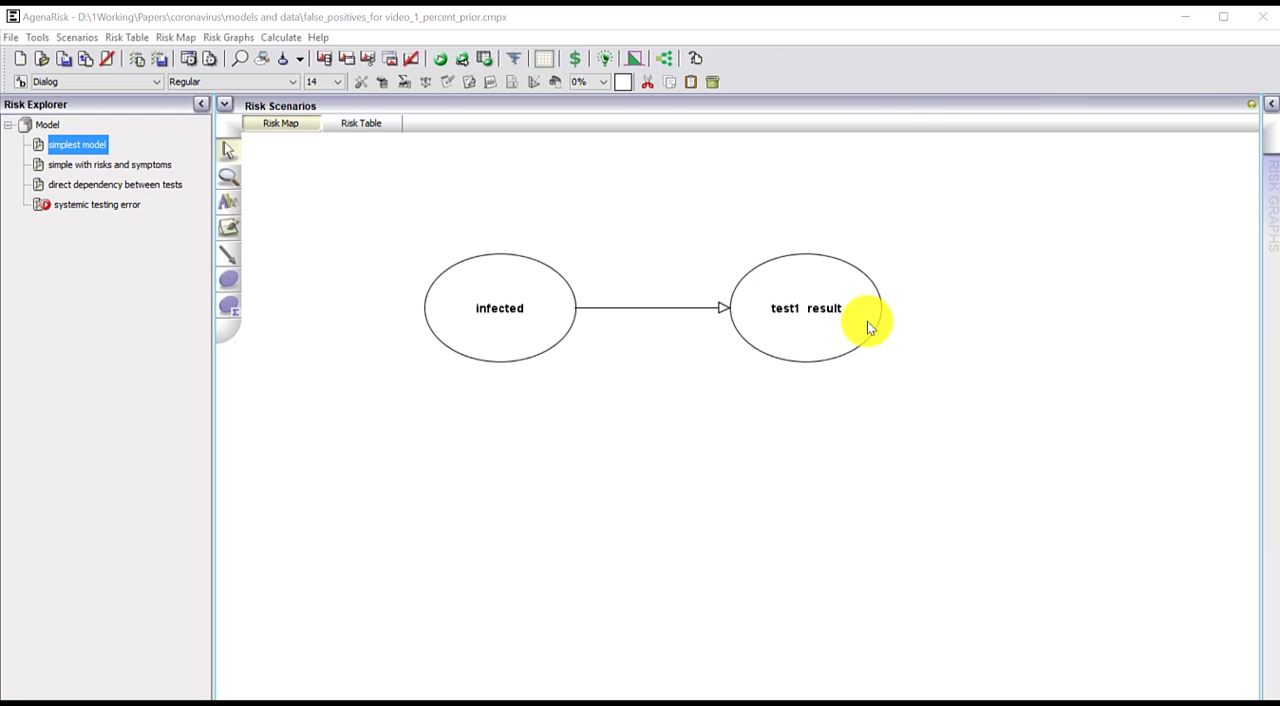 AgenaRisk - D:\1Working\Papers\coronavirus\models and data\false_positives_for video_1_percent_prior.cmpx
File Tools Scenarios Risk Table Risk Map Risk Graphs Calculate Help
Dialog Regular 14 0%
Risk Explorer
Risk Scenarios
Model
Risk Map Risk Table
simplest model
simple with risks and symptoms
direct dependency between tests
systemic testing error
infected
test1 result
RISK GRAPHS